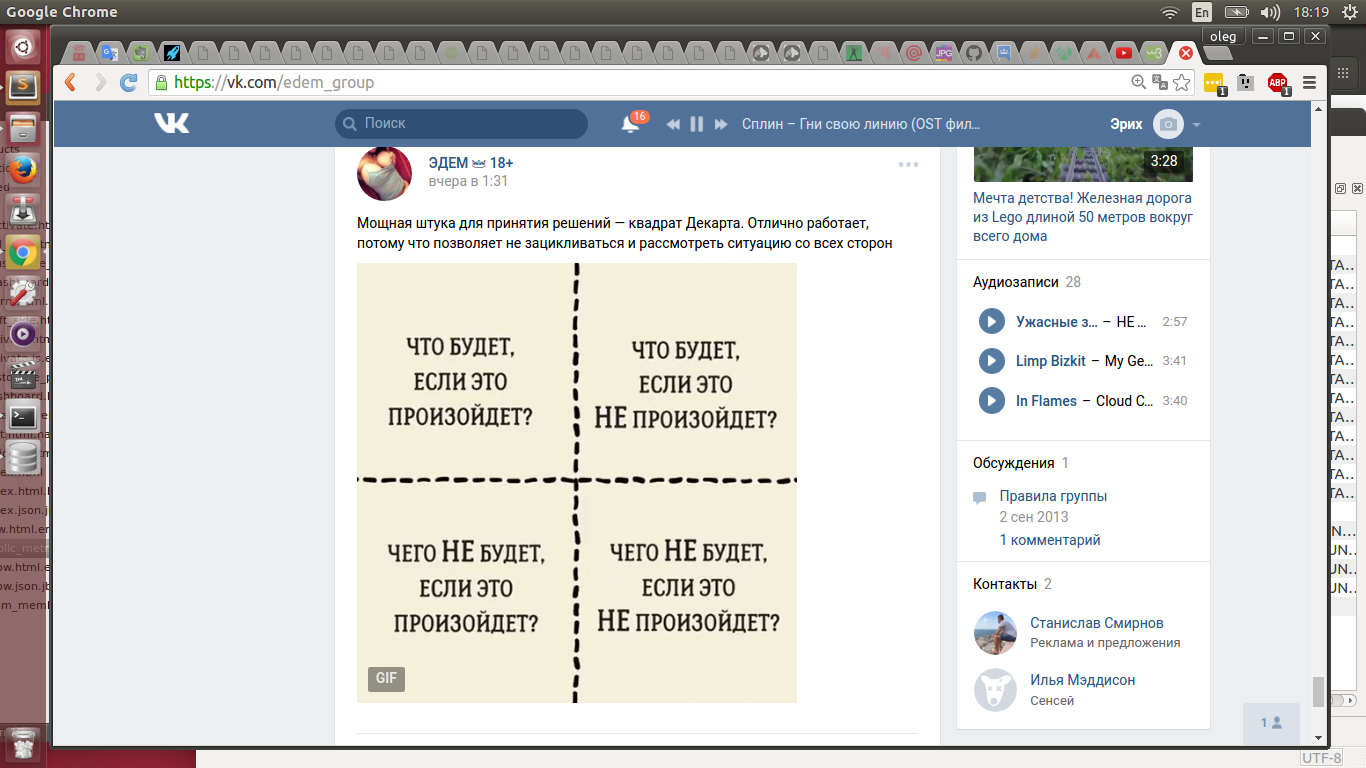 Google Chrome
En
18:19
oleg
https://vk.com/edem_group
1
ABP
1
Поиск
16
Сплин – Гни свою линию (OST фил...
Эрих
ЭДЕМ 18+
вчера в 1:31
Мощная штука для принятия решений — квадрат Декарта. Отлично работает,
потому что позволяет не зацикливаться и рассмотреть ситуацию со всех сторон
ЧТО БУДЕТ,
ЕСЛИ ЭТО
ПРОИЗОЙДЕТ?
ЧТО БУДЕТ,
ЕСЛИ ЭТО
НЕ ПРОИЗОЙДЕТ?
ЧЕГО НЕ БУДЕТ,
ЕСЛИ ЭТО
ПРОИЗОЙДЕТ?
ЧЕГО НЕ БУДЕТ,
ЕСЛИ ЭТО
НЕ ПРОИЗОЙДЕТ?
GIF
3:28
Мечта детства! Железная дорога
из Lego длиной 50 метров вокруг
всего дома
Аудиозаписи 28
Ужасные з... – НЕ ... 2:57
Limp Bizkit – My Ge... 3:41
In Flames – Cloud C... 3:40
Обсуждения 1
Правила группы
2 сен 2013
1 комментарий
Контакты 2
Станислав Смирнов
Реклама и предложения
Илья Мэддисон
Сенсей
1
UTF-8